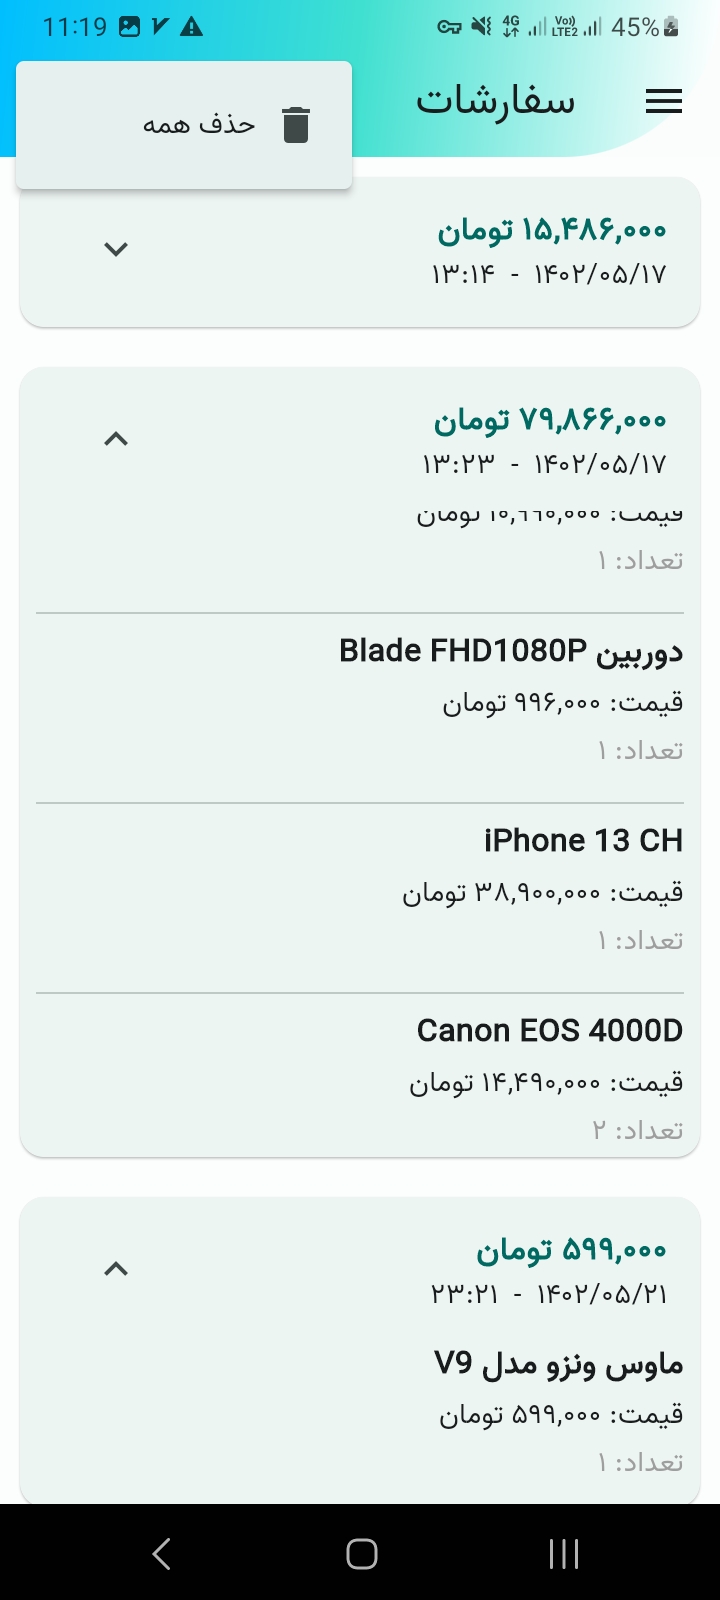 11:19
4G Vo)) LTE2 45%
سفارشات
حذف همه
۱۵,۴۸۶,۰۰۰ تومان
۱۴۰۲/۰۵/۱۷ - ۱۳:۱۴
۷۹,۸۶۶,۰۰۰ تومان
۱۴۰۲/۰۵/۱۷ - ۱۳:۲۳
قیمت: تومان
تعداد: ۱
دوربین Blade FHD1080P
قیمت: ۹۹۶,۰۰۰ تومان
تعداد: ۱
iPhone 13 CH
قیمت: ۳۸,۹۰۰,۰۰۰ تومان
تعداد: ۱
Canon EOS 4000D
قیمت: ۱۴,۴۹۰,۰۰۰ تومان
تعداد: ۲
۵۹۹,۰۰۰ تومان
۱۴۰۲/۰۵/۲۱ - ۲۳:۲۱
ماوس ونزو مدل V9
قیمت: ۵۹۹,۰۰۰ تومان
تعداد: ۱